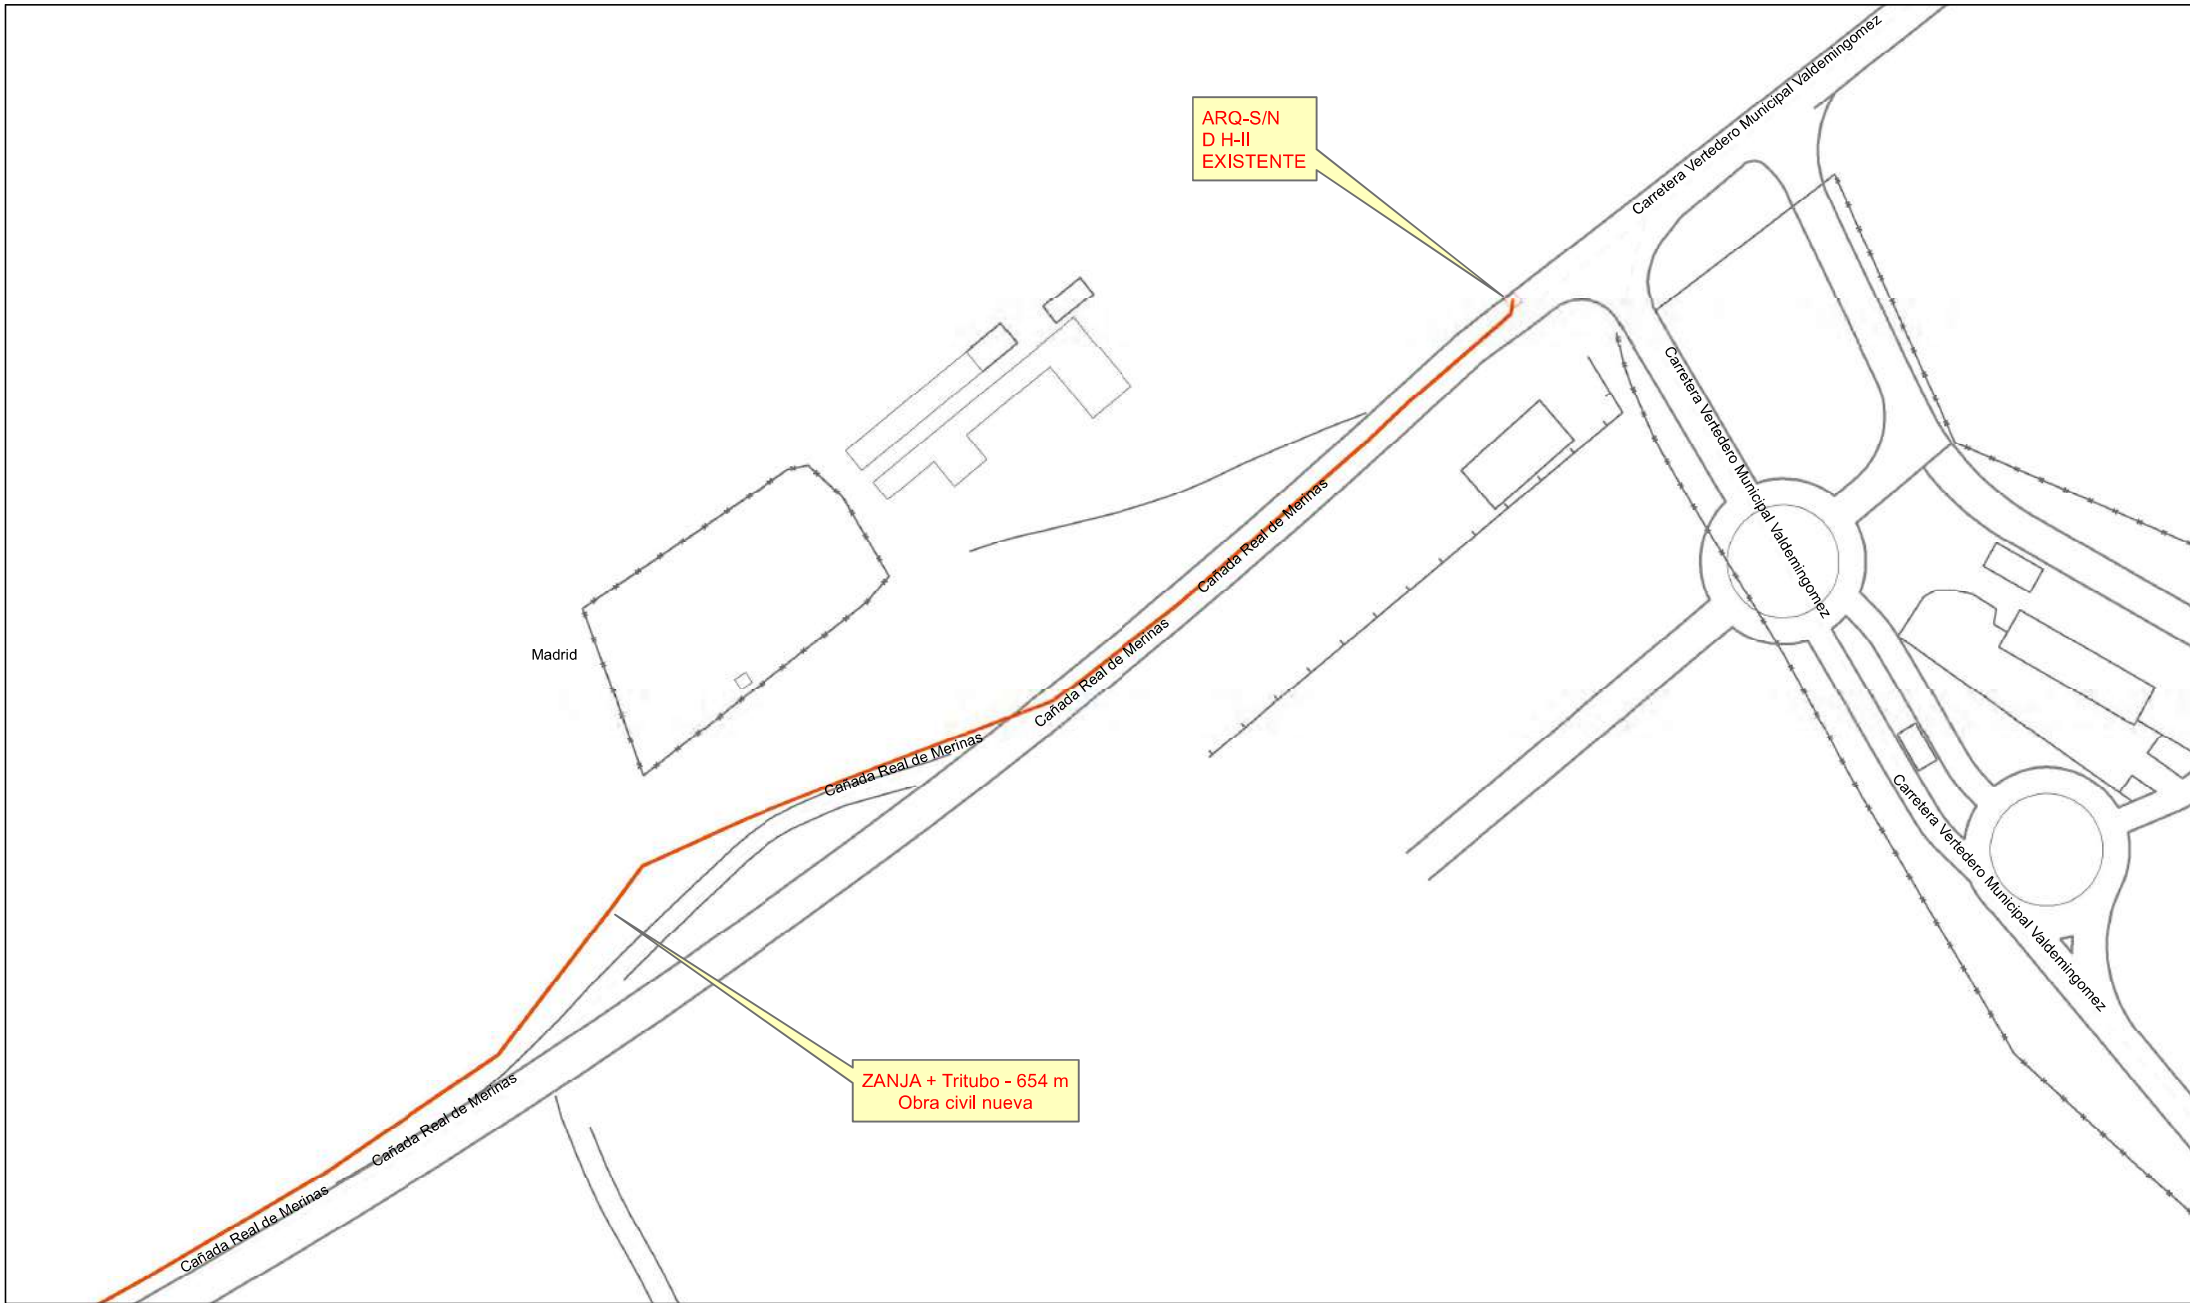 Carretera Vertedero Municipal Valdemingomez
ARQ-S/N
D H-II
EXISTENTE
Carretera Vertedero Municipal Valdemingomez
Cañada Real de Merinas
Cañada Real de Merinas
Madrid
Cañada Real de Merinas
Carretera Vertedero Municipal Valdemingomez
ZANJA + Tritubo - 654 m
Obra civil nueva
Cañada Real de Merinas
Cañada Real de Merinas